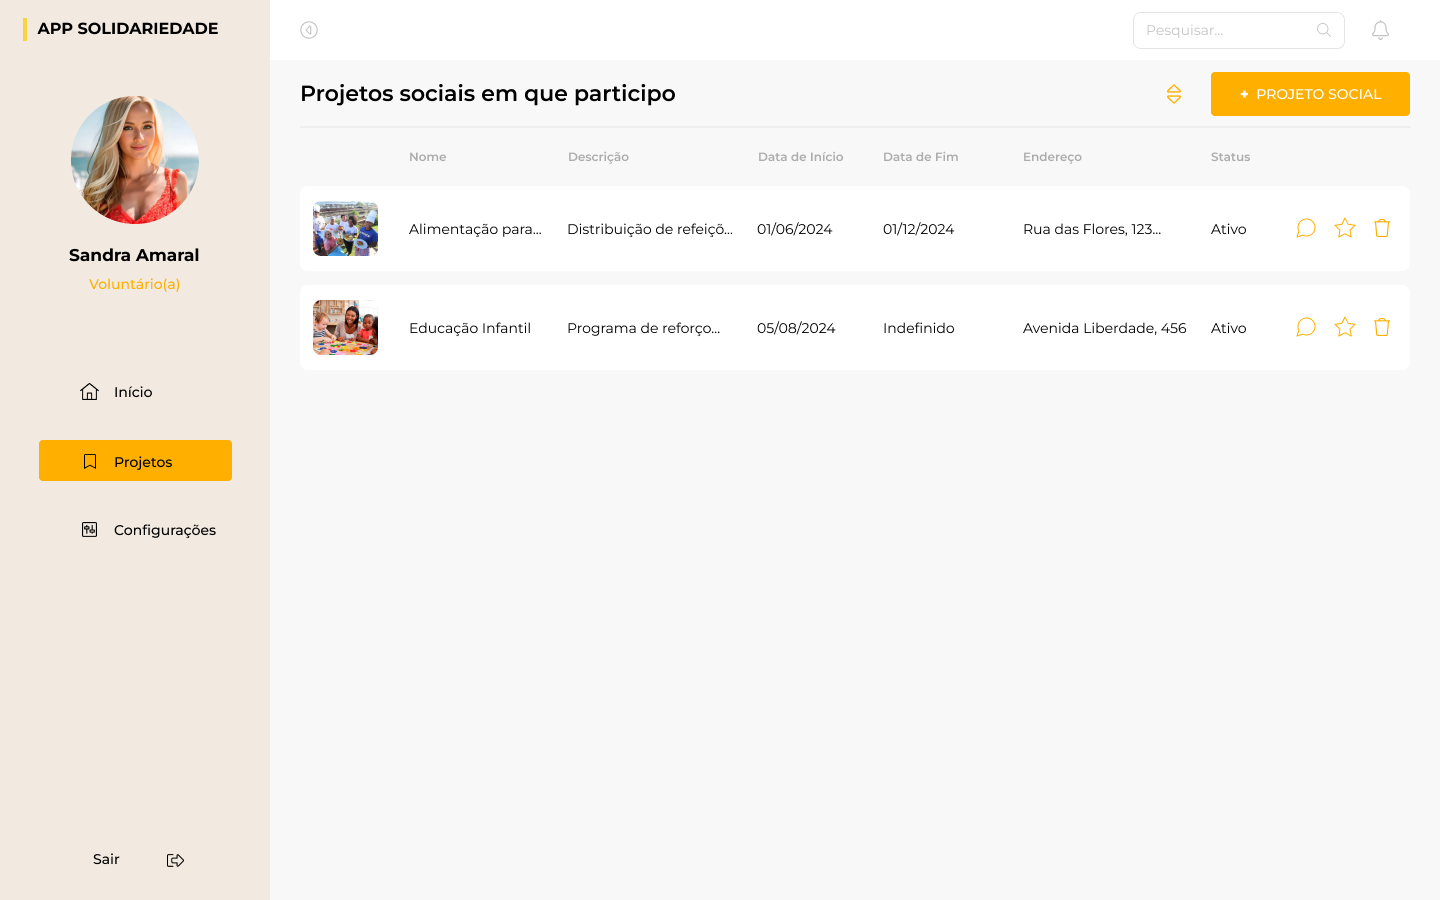 APP SOLIDARIEDADE
Pesquisar...
Sandra Amaral
Voluntário(a)
Início
Projetos
Configurações
Sair
Projetos sociais em que participo
+ PROJETO SOCIAL
Nome Descrição Data de Início Data de Fim Endereço Status
Alimentação para... Distribuição de refeiçõ... 01/06/2024 01/12/2024 Rua das Flores, 123... Ativo
Educação Infantil Programa de reforço... 05/08/2024 Indefinido Avenida Liberdade, 456 Ativo